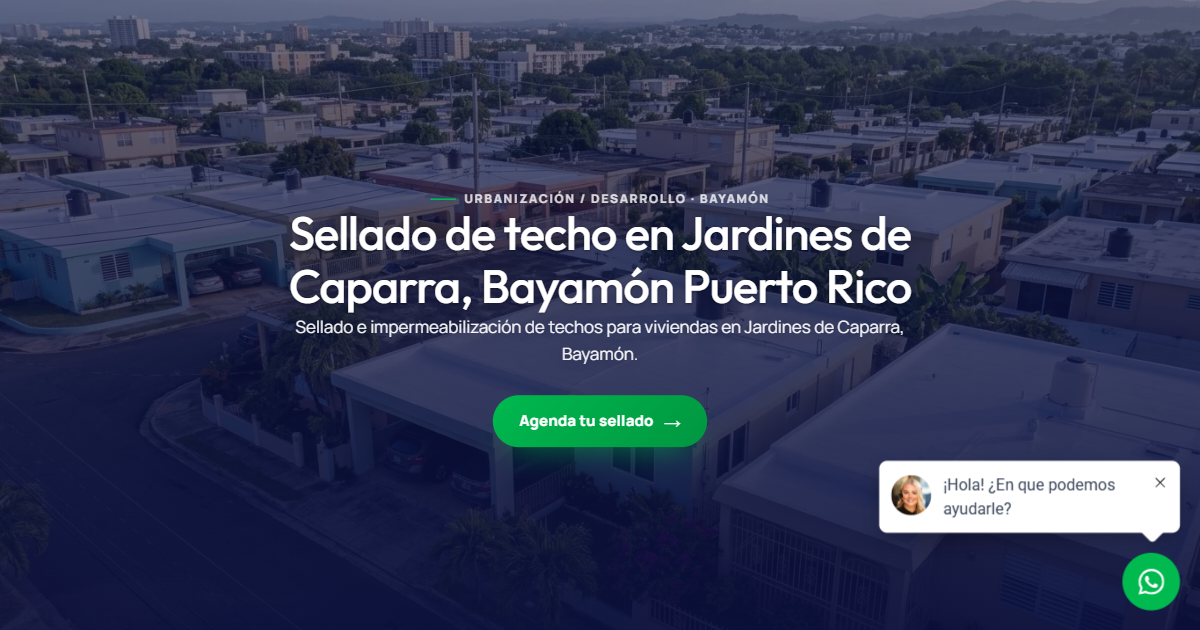 URBANIZACIÓN / DESARROLLO · BAYAMÓN
Sellado de techo en Jardines de
Caparra, Bayamón Puerto Rico
Sellado e impermeabilización de techos para viviendas en Jardines de Caparra,
Bayamón.
Agenda tu sellado →
¡Hola! ¿En que podemos
ayudarle?